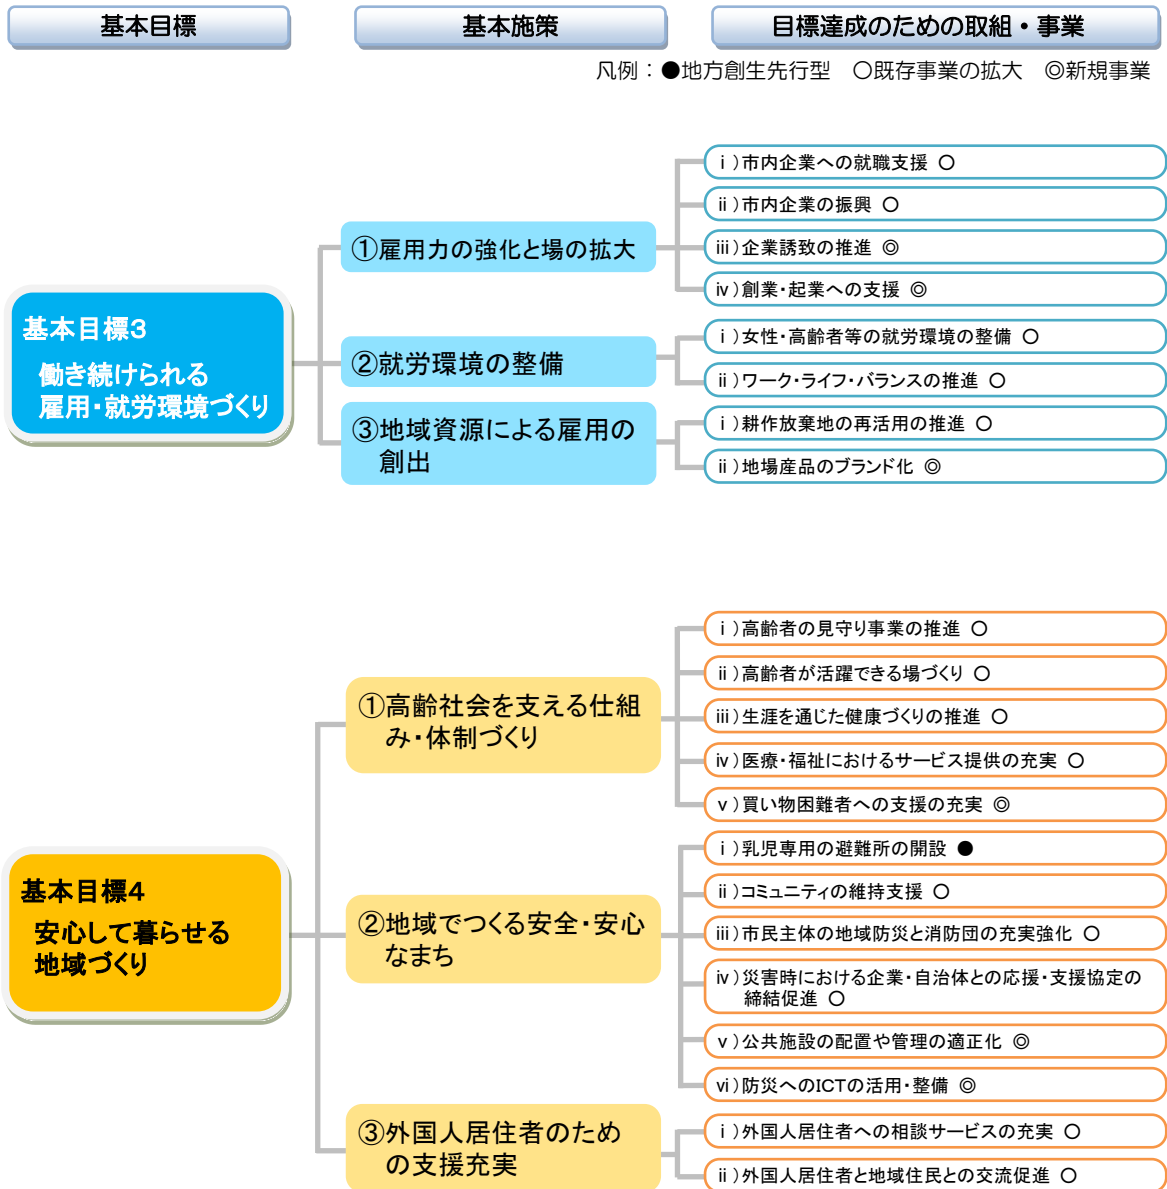 基本目標
基本施策
目標達成のための取組・事業
凡例：●地方創生先行型　○既存事業の拡大　◎新規事業
基本目標3
働き続けられる
雇用・就労環境づくり
①雇用力の強化と場の拡大
ⅰ）市内企業への就職支援 ○
ⅱ）市内企業の振興 ○
ⅲ）企業誘致の推進 ◎
ⅳ）創業・起業への支援 ◎
②就労環境の整備
ⅰ）女性・高齢者等の就労環境の整備 ○
ⅱ）ワーク・ライフ・バランスの推進 ○
③地域資源による雇用の
創出
ⅰ）耕作放棄地の再活用の推進 ○
ⅱ）地場産品のブランド化 ◎
基本目標4
安心して暮らせる
地域づくり
①高齢社会を支える仕組
み・体制づくり
ⅰ）高齢者の見守り事業の推進 ○
ⅱ）高齢者が活躍できる場づくり ○
ⅲ）生涯を通じた健康づくりの推進 ○
ⅳ）医療・福祉におけるサービス提供の充実 ○
ⅴ）買い物困難者への支援の充実 ◎
②地域でつくる安全・安心
なまち
ⅰ）乳児専用の避難所の開設 ●
ⅱ）コミュニティの維持支援 ○
ⅲ）市民主体の地域防災と消防団の充実強化 ○
ⅳ）災害時における企業・自治体との応援・支援協定の
締結促進 ○
ⅴ）公共施設の配置や管理の適正化 ◎
ⅵ）防災へのICTの活用・整備 ◎
③外国人居住者のため
の支援充実
ⅰ）外国人居住者への相談サービスの充実 ○
ⅱ）外国人居住者と地域住民との交流促進 ○